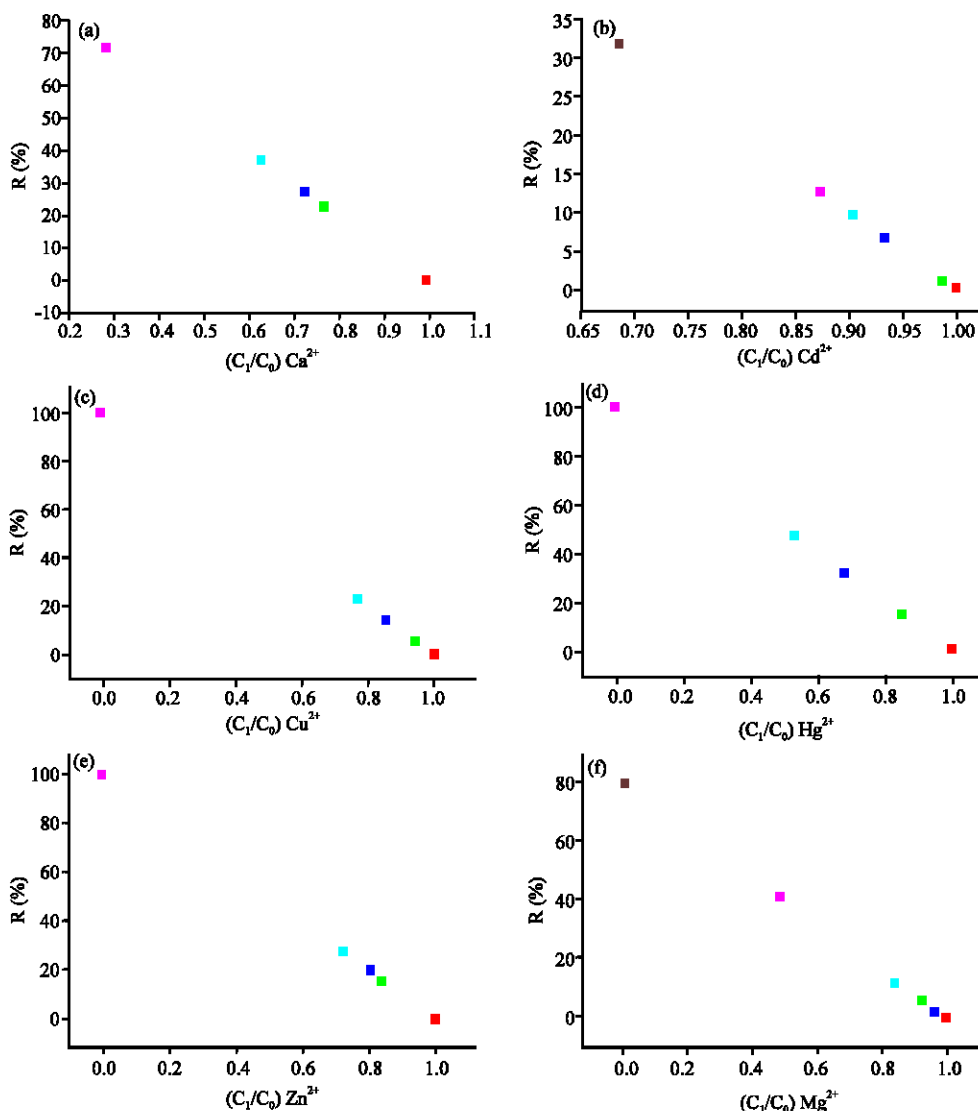 (a)
R (%)
80
70
60
50
40
30
20
10
0
-10
0.2 0.3 0.4 0.5 0.6 0.7 0.8 0.9 1.0 1.1
(C₁/C₀) Ca²⁺
(b)
R (%)
35
30
25
20
15
10
5
0
0.65 0.70 0.75 0.80 0.85 0.90 0.95 1.00
(C₁/C₀) Cd²⁺
(c)
R (%)
100
80
60
40
20
0
0.0 0.2 0.4 0.6 0.8 1.0
(C₁/C₀) Cu²⁺
(d)
R (%)
100
80
60
40
20
0
0.0 0.2 0.4 0.6 0.8 1.0
(C₁/C₀) Hg²⁺
(e)
R (%)
100
80
60
40
20
0
0.0 0.2 0.4 0.6 0.8 1.0
(C₁/C₀) Zn²⁺
(f)
R (%)
80
60
40
20
0
0.0 0.2 0.4 0.6 0.8 1.0
(C₁/C₀) Mg²⁺